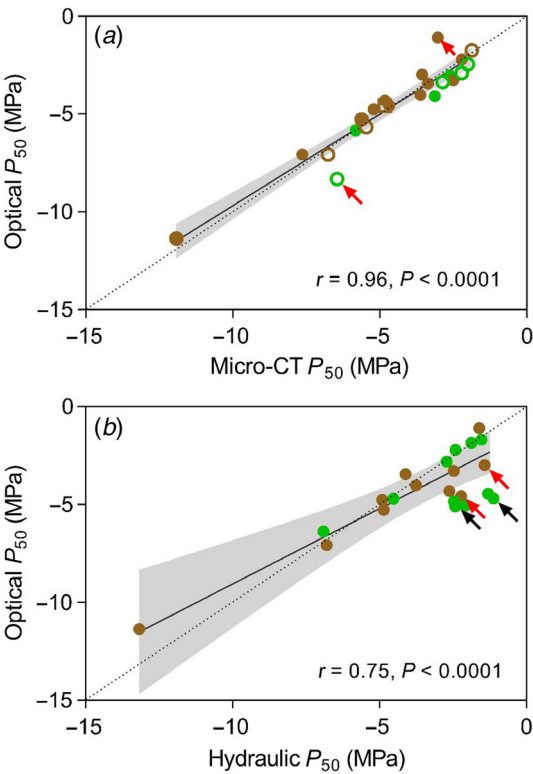 (a)
Optical P50 (MPa)
0
−5
−10
−15
r = 0.96, P < 0.0001
−15 −10 −5 0
Micro-CT P50 (MPa)
(b)
Optical P50 (MPa)
0
−5
−10
−15
r = 0.75, P < 0.0001
−15 −10 −5 0
Hydraulic P50 (MPa)